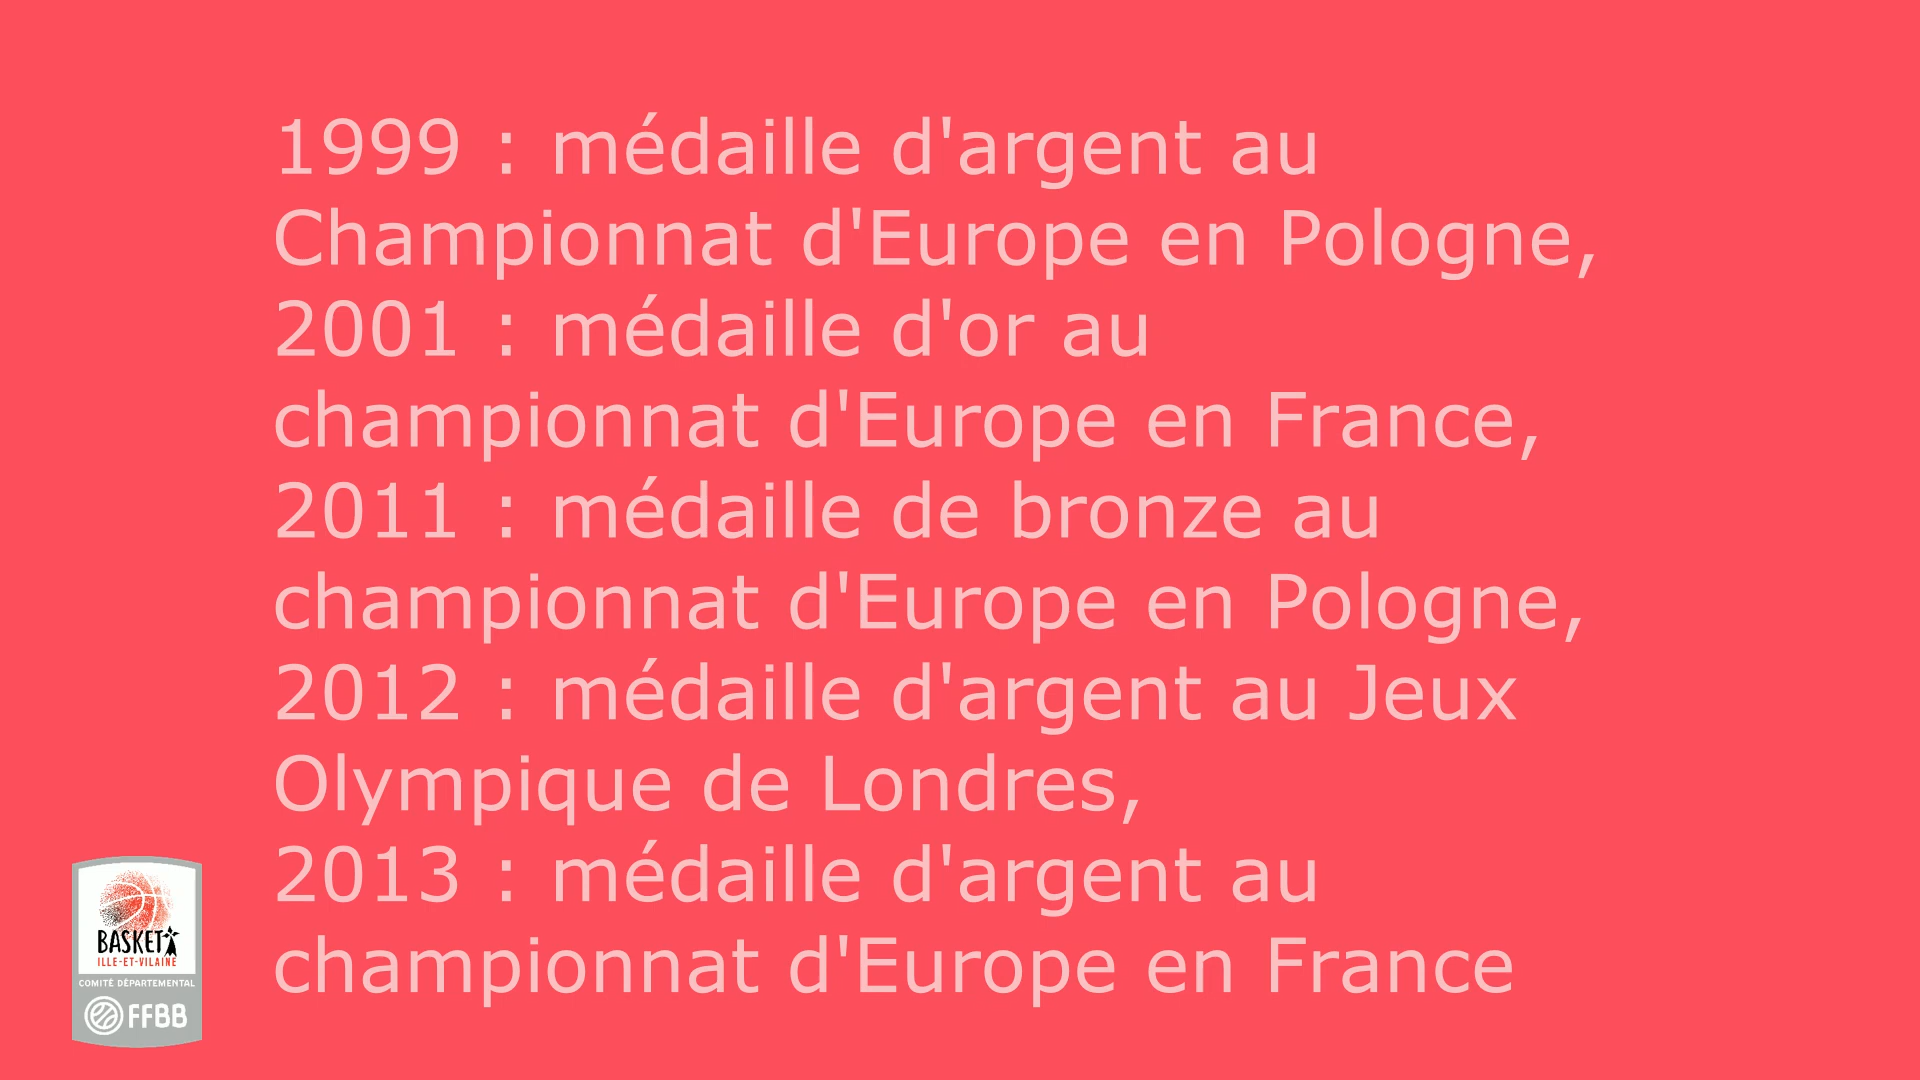 1999 : médaille d'argent au
Championnat d'Europe en Pologne,
2001 : médaille d'or au
championnat d'Europe en France,
2011 : médaille de bronze au
championnat d'Europe en Pologne,
2012 : médaille d'argent au Jeux
Olympique de Londres,
2013 : médaille d'argent au
championnat d'Europe en France
BASKET
ILLE-ET-VILAINE
COMITÉ DÉPARTEMENTAL
FFBB